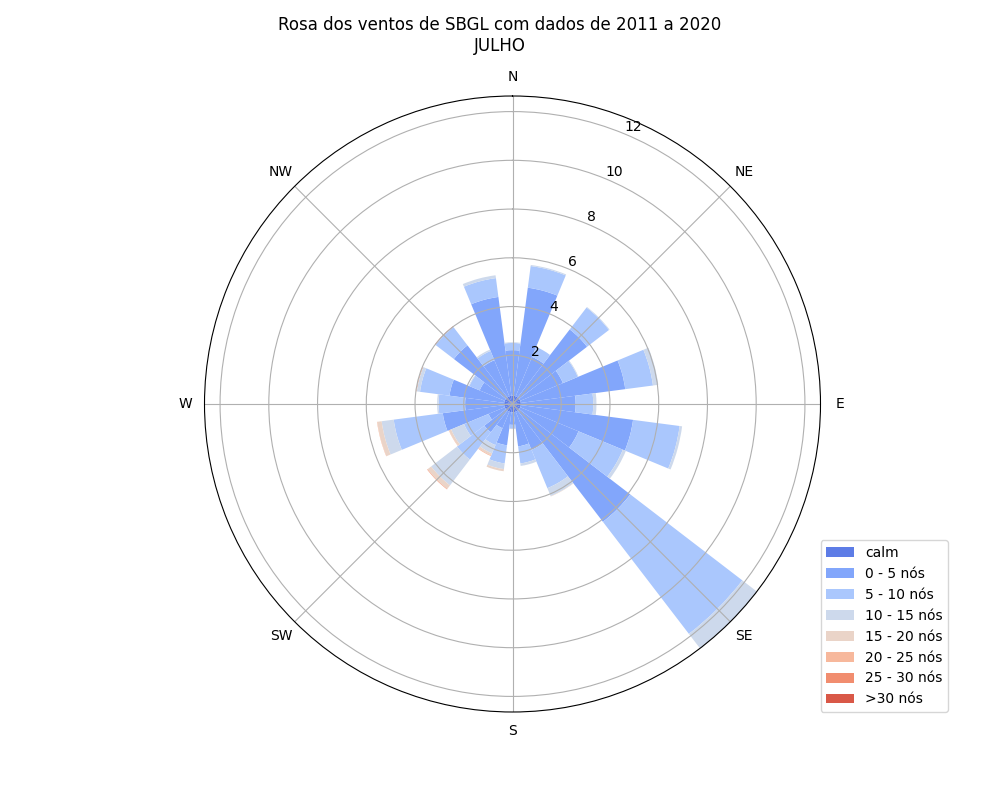 Rosa dos ventos de SBGL com dados de 2011 a 2020
JULHO
N
NW
NE
12
10
8
6
4
2
W
E
SW
SE
S
calm
0 - 5 nós
5 - 10 nós
10 - 15 nós
15 - 20 nós
20 - 25 nós
25 - 30 nós
>30 nós